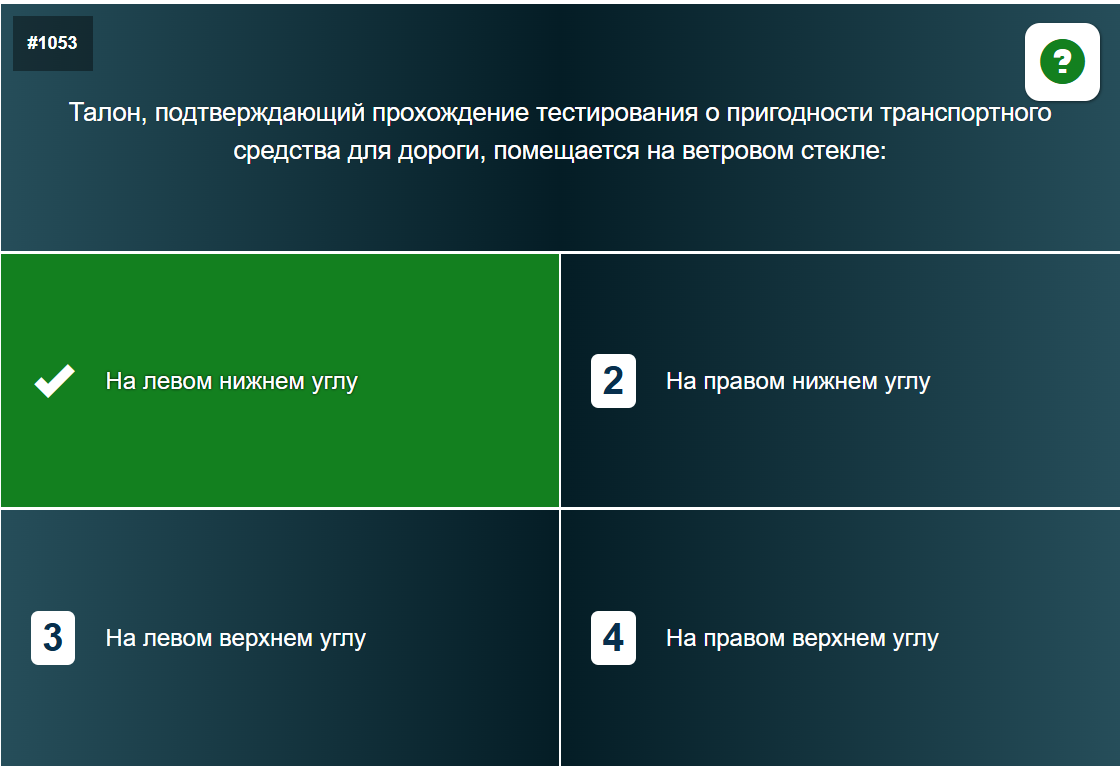 #1053
?
Талон, подтверждающий прохождение тестирования о пригодности транспортного
средства для дороги, помещается на ветровом стекле:
На левом нижнем углу
2 На правом нижнем углу
3 На левом верхнем углу
4 На правом верхнем углу